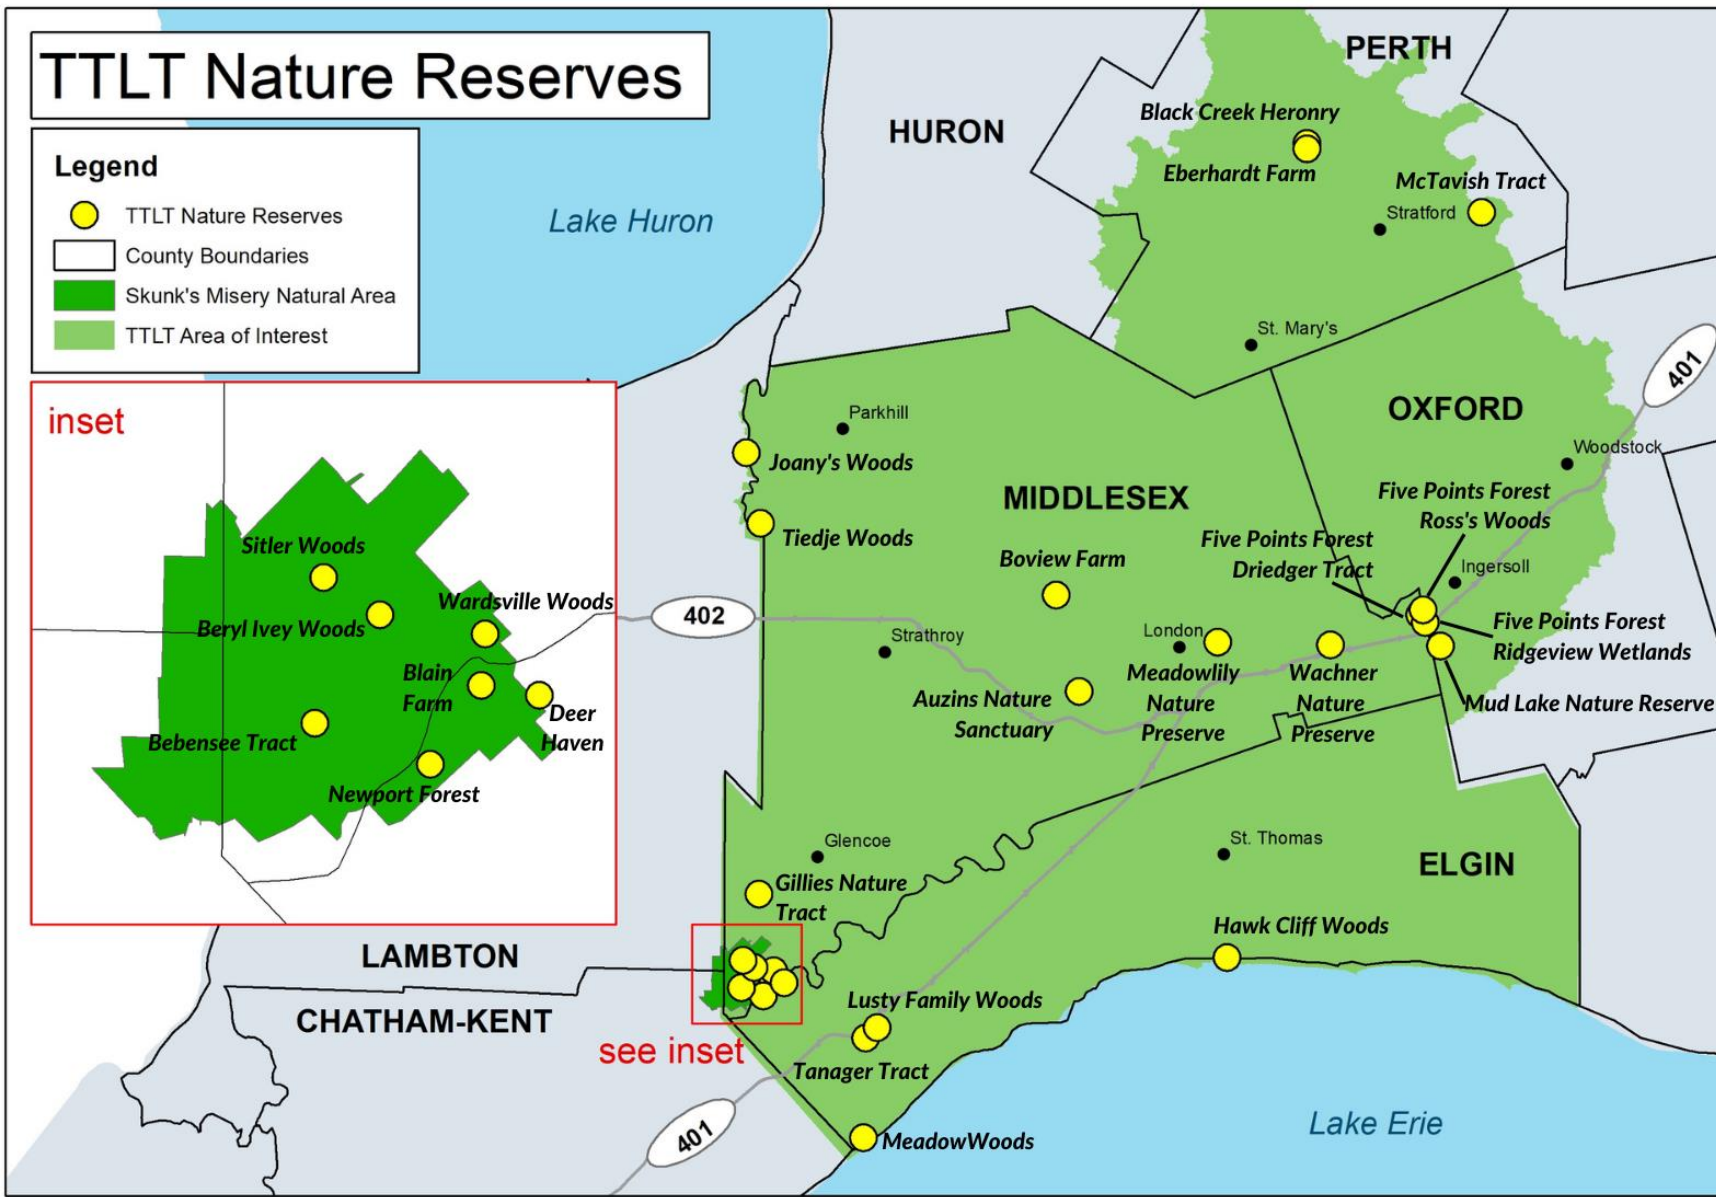 TTLT Nature Reserves
Legend
TTLT Nature Reserves
County Boundaries
Skunk's Misery Natural Area
TTLT Area of Interest
Lake Huron
HURON
PERTH
Black Creek Heronry
Eberhardt Farm
McTavish Tract
Stratford
St. Mary's
401
OXFORD
Woodstock
Parkhill
Joany's Woods
MIDDLESEX
Five Points Forest
Ross's Woods
Tiedje Woods
Boview Farm
Five Points Forest
Driedger Tract
Ingersoll
402
Strathroy
London
Five Points Forest
Ridgeview Wetlands
Auzins Nature
Sanctuary
Meadowlily
Nature
Preserve
Wachner
Nature
Preserve
Mud Lake Nature Reserve
inset
Sitler Woods
Wardsville Woods
Beryl Ivey Woods
Blain
Farm
Deer
Haven
Bebensee Tract
Newport Forest
Glencoe
Gillies Nature
Tract
St. Thomas
ELGIN
Hawk Cliff Woods
LAMBTON
CHATHAM-KENT
see inset
Lusty Family Woods
Tanager Tract
401
MeadowWoods
Lake Erie